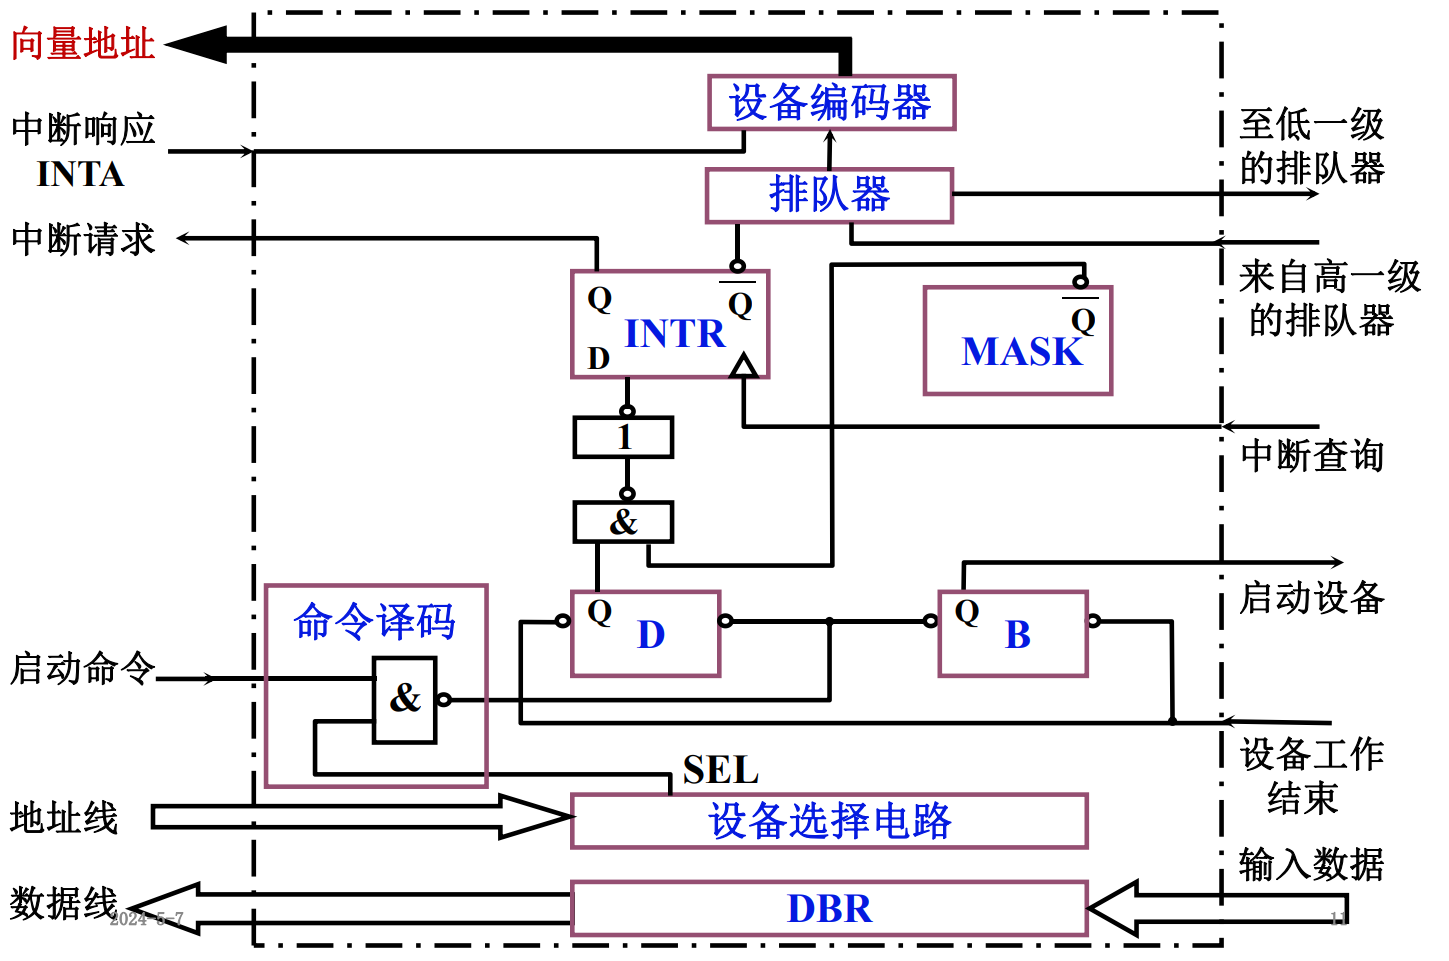 向量地址
设备编码器
中断响应
INTA
至低一级
的排队器
排队器
中断请求
来自高一级
的排队器
Q
Q
INTR
D
Q
MASK
1
中断查询
&
Q
D
Q
B
启动设备
命令译码
启动命令
&
设备工作
结束
SEL
地址线
设备选择电路
输入数据
数据线
2024-5-7
DBR
11